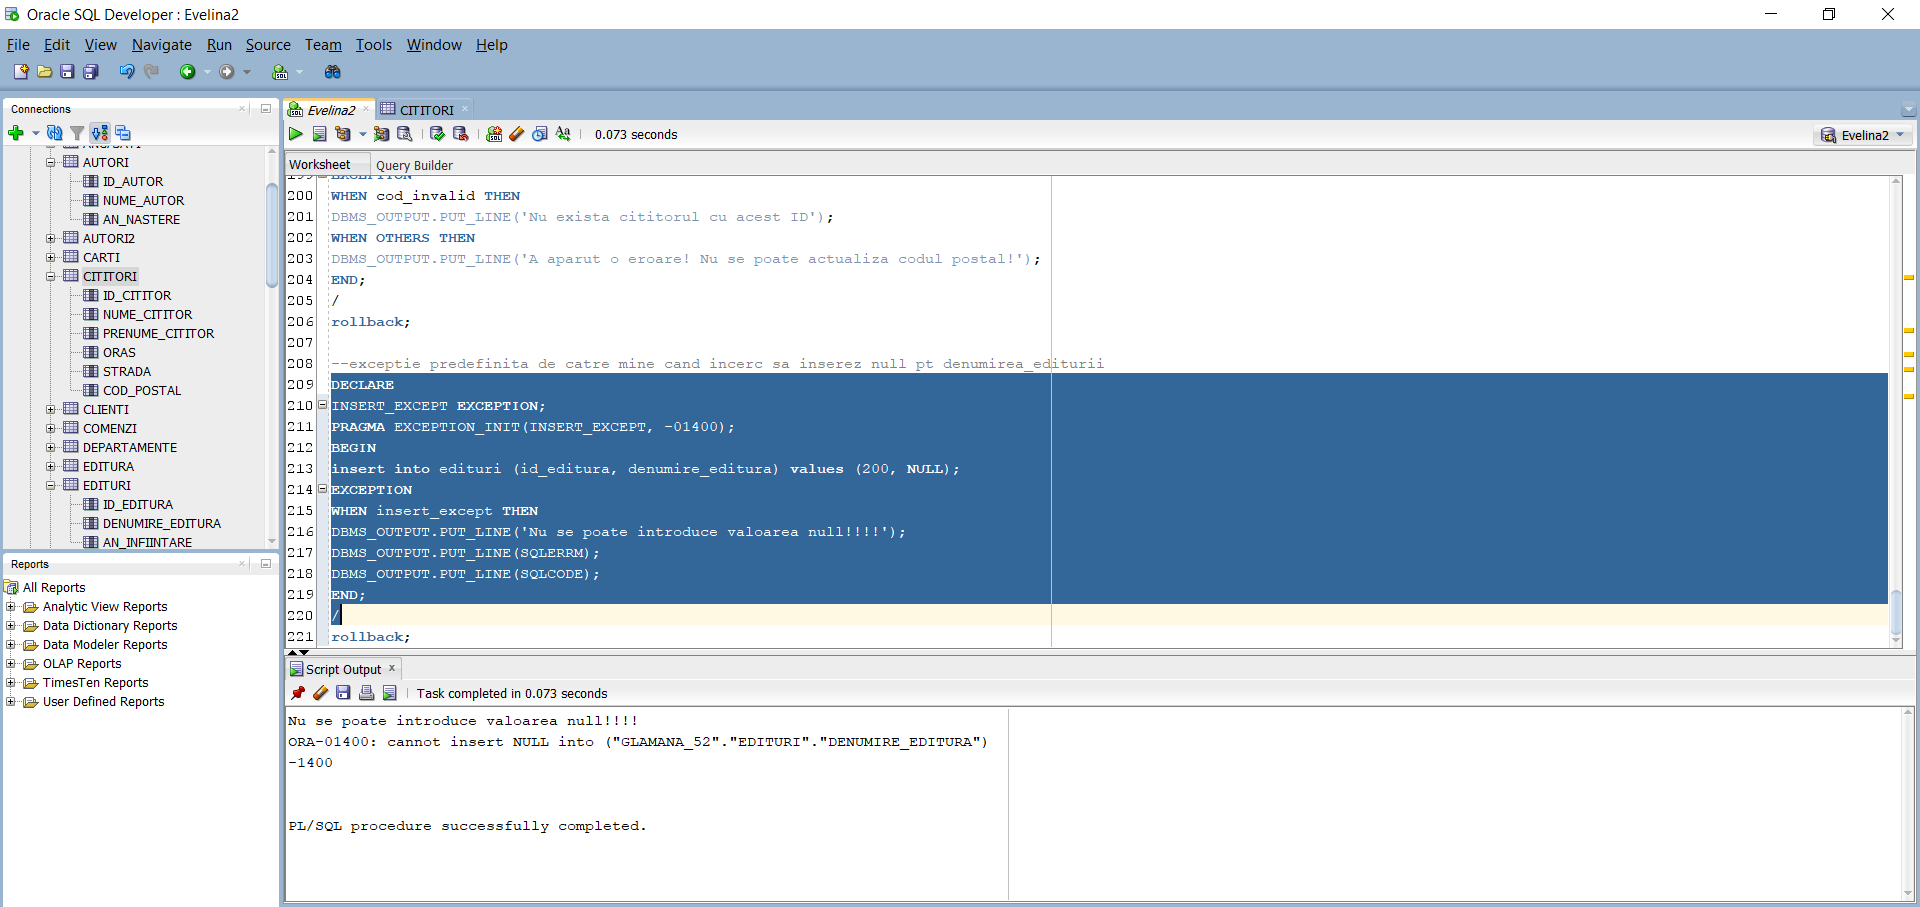 Oracle SQL Developer : Evelina2
File Edit View Navigate Run Source Team Tools Window Help
Connections
AUTORI
ID_AUTOR
NUME_AUTOR
AN_NASTERE
AUTORI2
CARTI
CITITORI
ID_CITITOR
NUME_CITITOR
PRENUME_CITITOR
ORAS
STRADA
COD_POSTAL
CLIENTI
COMENZI
DEPARTAMENTE
EDITURA
EDITURI
ID_EDITURA
DENUMIRE_EDITURA
AN_INFIINTARE
Reports
All Reports
Analytic View Reports
Data Dictionary Reports
Data Modeler Reports
OLAP Reports
TimesTen Reports
User Defined Reports
Evelina2 CITITORI
0.073 seconds
Evelina2
Worksheet Query Builder
199 EXCEPTION
200 WHEN cod_invalid THEN
201 DBMS_OUTPUT.PUT_LINE('Nu exista cititorul cu acest ID');
202 WHEN OTHERS THEN
203 DBMS_OUTPUT.PUT_LINE('A aparut o eroare! Nu se poate actualiza codul postal!');
204 END;
205 /
206 rollback;
207
208 --exceptie predefinita de catre mine cand incerc sa inserez null pt denumirea_editurii
209 DECLARE
210 INSERT_EXCEPT EXCEPTION;
211 PRAGMA EXCEPTION_INIT(INSERT_EXCEPT, -01400);
212 BEGIN
213 insert into edituri (id_editura, denumire_editura) values (200, NULL);
214 EXCEPTION
215 WHEN insert_except THEN
216 DBMS_OUTPUT.PUT_LINE('Nu se poate introduce valoarea null!!!!');
217 DBMS_OUTPUT.PUT_LINE(SQLERRM);
218 DBMS_OUTPUT.PUT_LINE(SQLCODE);
219 END;
220 /
221 rollback;
Script Output
Task completed in 0.073 seconds
Nu se poate introduce valoarea null!!!!
ORA-01400: cannot insert NULL into ("GLAMANA_52"."EDITURI"."DENUMIRE_EDITURA")
-1400
PL/SQL procedure successfully completed.